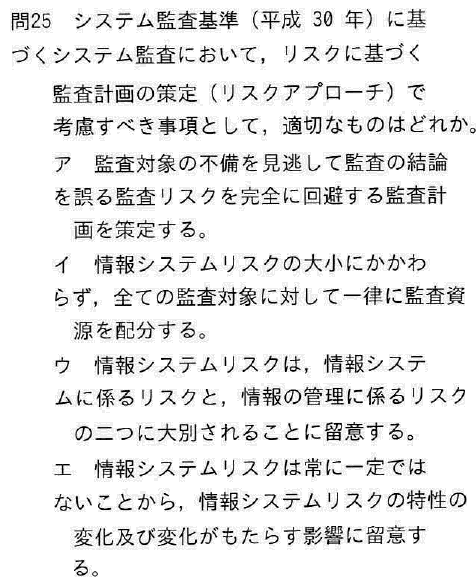 問25　システム監査基準（平成 30 年）に基
づくシステム監査において，リスクに基づく
監査計画の策定（リスクアプローチ）で
考慮すべき事項として，適切なものはどれか。
ア　監査対象の不備を見逃して監査の結論
を誤る監査リスクを完全に回避する監査計
画を策定する。
イ　情報システムリスクの大小にかかわ
らず，全ての監査対象に対して一律に監査資
源を配分する。
ウ　情報システムリスクは，情報システ
ムに係るリスクと，情報の管理に係るリスク
の二つに大別されることに留意する。
エ　情報システムリスクは常に一定では
ないことから，情報システムリスクの特性の
変化及び変化がもたらす影響に留意す
る。